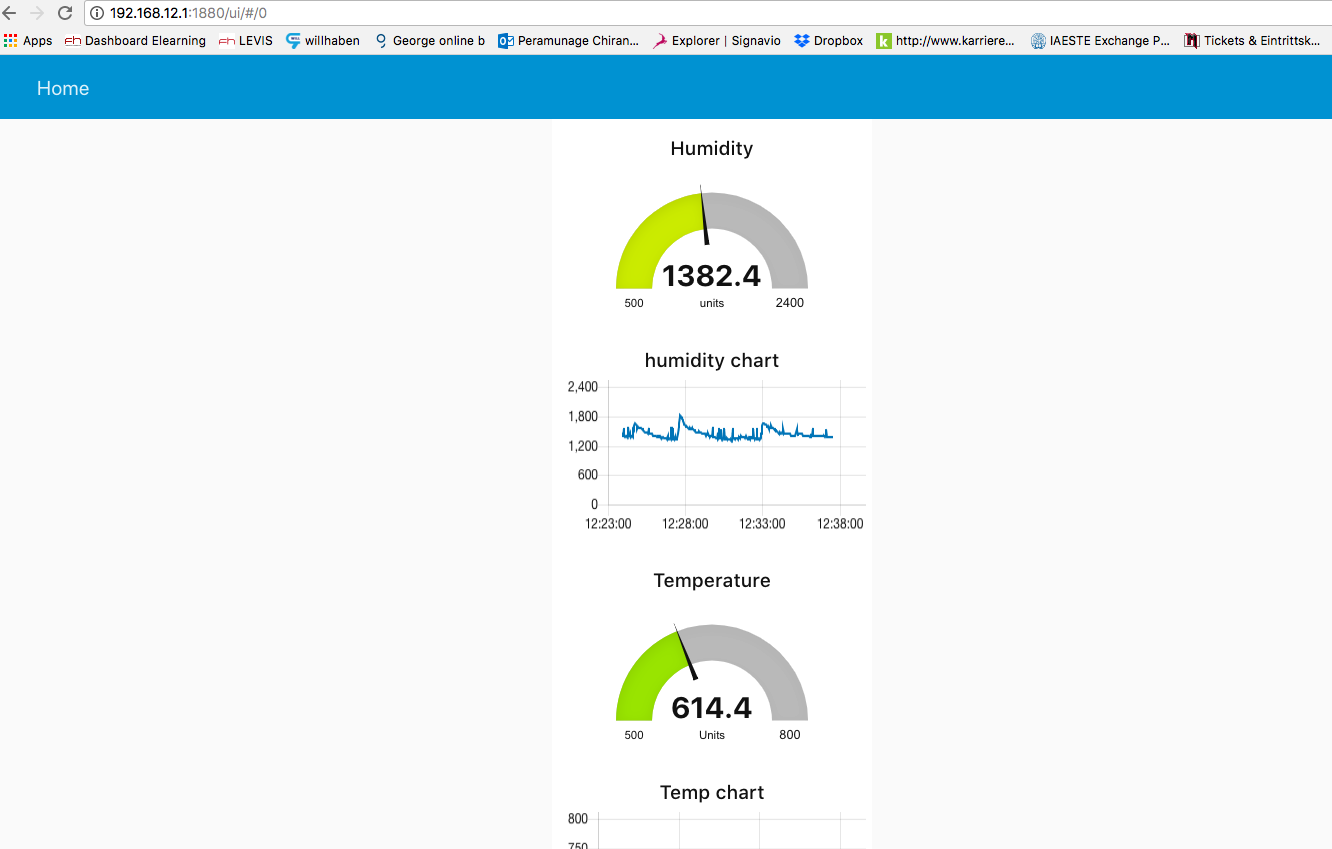 192.168.12.1:1880/ui/#/0
Apps Dashboard Elearning LEVIS willhaben George online b Peramunage Chiran... Explorer | Signavio Dropbox http://www.karriere... IAESTE Exchange P... Tickets & Eintrittsk...
Home
Humidity
1382.4
500 units 2400
humidity chart
2,400
1,800
1,200
600
0
12:23:00 12:28:00 12:33:00 12:38:00
Temperature
614.4
500 Units 800
Temp chart
800
750